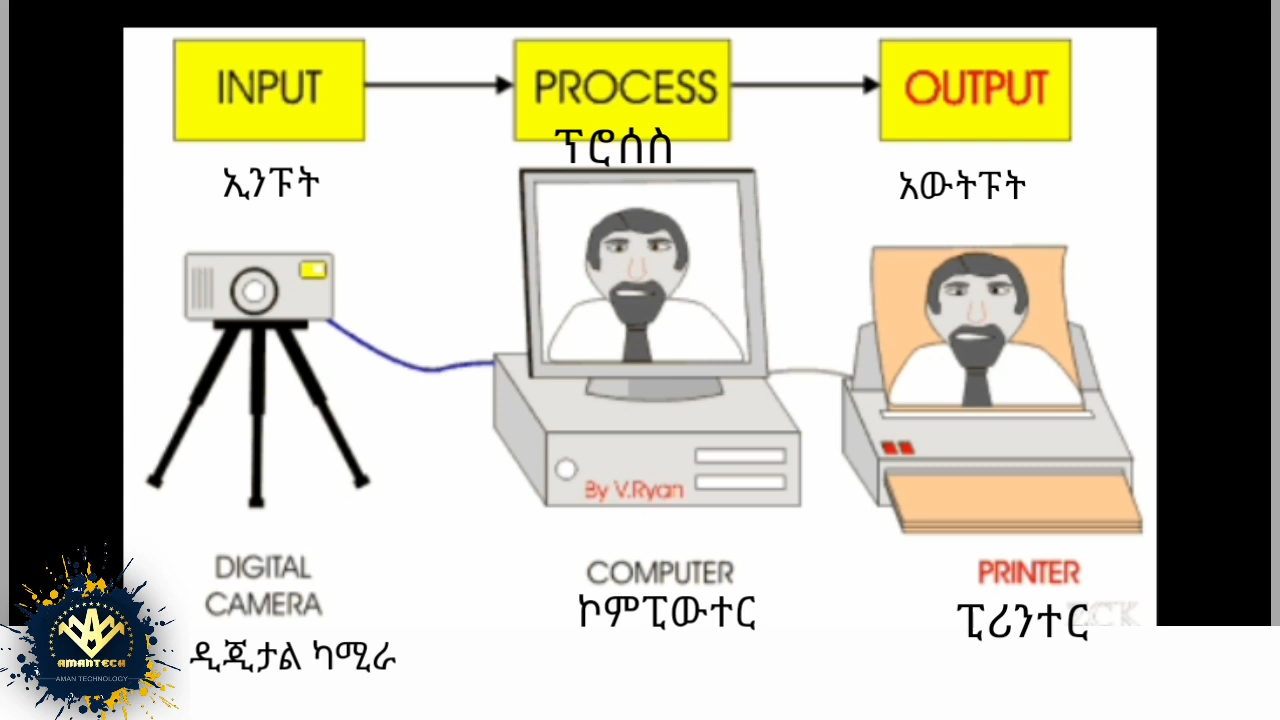 INPUT
PROCESS
OUTPUT
ኢንፑት
ፕሮሰስ
አውትፑት
By V.Ryan
DIGITAL
CAMERA
ዲጂታል ካሜራ
COMPUTER
ኮምፒውተር
PRINTER
ፒሪንተር
AMANTECH
AMAN TECHNOLOGY